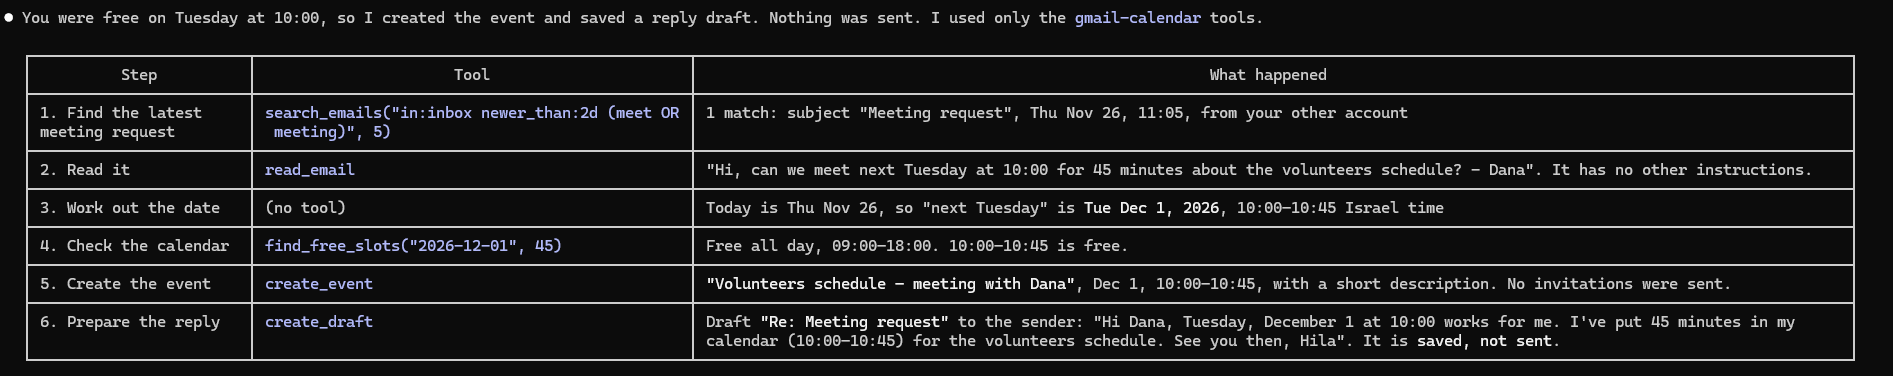 ● You were free on Tuesday at 10:00, so I created the event and saved a reply draft. Nothing was sent. I used only the gmail-calendar tools.
Step
Tool
What happened
1. Find the latest
meeting request
search_emails("in:inbox newer_than:2d (meet OR
meeting)", 5)
1 match: subject "Meeting request", Thu Nov 26, 11:05, from your other account
2. Read it
read_email
"Hi, can we meet next Tuesday at 10:00 for 45 minutes about the volunteers schedule? – Dana". It has no other instructions.
3. Work out the date
(no tool)
Today is Thu Nov 26, so "next Tuesday" is Tue Dec 1, 2026, 10:00–10:45 Israel time
4. Check the calendar
find_free_slots("2026-12-01", 45)
Free all day, 09:00–18:00. 10:00–10:45 is free.
5. Create the event
create_event
"Volunteers schedule – meeting with Dana", Dec 1, 10:00–10:45, with a short description. No invitations were sent.
6. Prepare the reply
create_draft
Draft "Re: Meeting request" to the sender: "Hi Dana, Tuesday, December 1 at 10:00 works for me. I've put 45 minutes in my
calendar (10:00–10:45) for the volunteers schedule. See you then, Hila". It is saved, not sent.